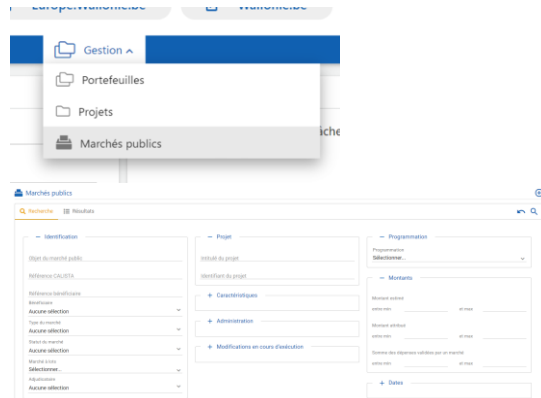 Europe.Wallonie.be
Wallonie.be
Gestion
Portefeuilles
Projets
âche
Marchés publics
Marchés publics
Recherche
Résultats
Identification
Objet du marché public
Référence CALISTA
Référence bénéficiaire
Bénéficiaire
Aucune sélection
Type du marché
Aucune sélection
Statut du marché
Aucune sélection
Marché à lots
Sélectionner...
Adjudicataire
Aucune sélection
Projet
Intitulé du projet
Identifiant du projet
Caractéristiques
Administration
Modifications en cours d'exécution
Programmation
Programmation
Sélectionner...
Montants
Montant estimé
entre min et max
Montant attribué
entre min et max
Somme des dépenses validées par un marché
entre min et max
Dates